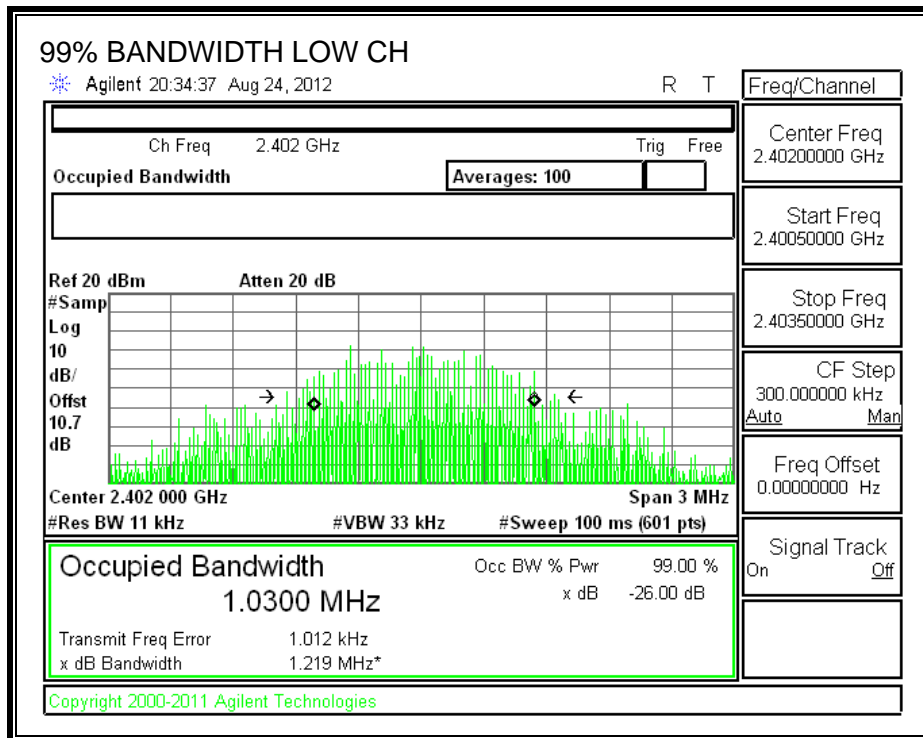 99% BANDWIDTH LOW CH
Agilent 20:34:37 Aug 24, 2012 R T
Ch Freq 2.402 GHz Trig Free
Occupied Bandwidth Averages: 100
Ref 20 dBm Atten 20 dB
#Samp
Log
10
dB/
Offst
10.7
dB
Center 2.402 000 GHz Span 3 MHz
#Res BW 11 kHz #VBW 33 kHz #Sweep 100 ms (601 pts)
Occupied Bandwidth Occ BW % Pwr 99.00 %
1.0300 MHz x dB -26.00 dB
Transmit Freq Error 1.012 kHz
x dB Bandwidth 1.219 MHz*
Copyright 2000-2011 Agilent Technologies
Freq/Channel
Center Freq
2.40200000 GHz
Start Freq
2.40050000 GHz
Stop Freq
2.40350000 GHz
CF Step
300.000000 kHz
Auto Man
Freq Offset
0.00000000 Hz
Signal Track
On Off